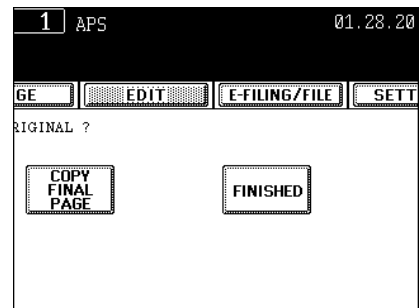 1 APS 01.28.20
GE EDIT E-FILING/FILE SETT
RIGINAL ?
COPY
FINAL
PAGE
FINISHED